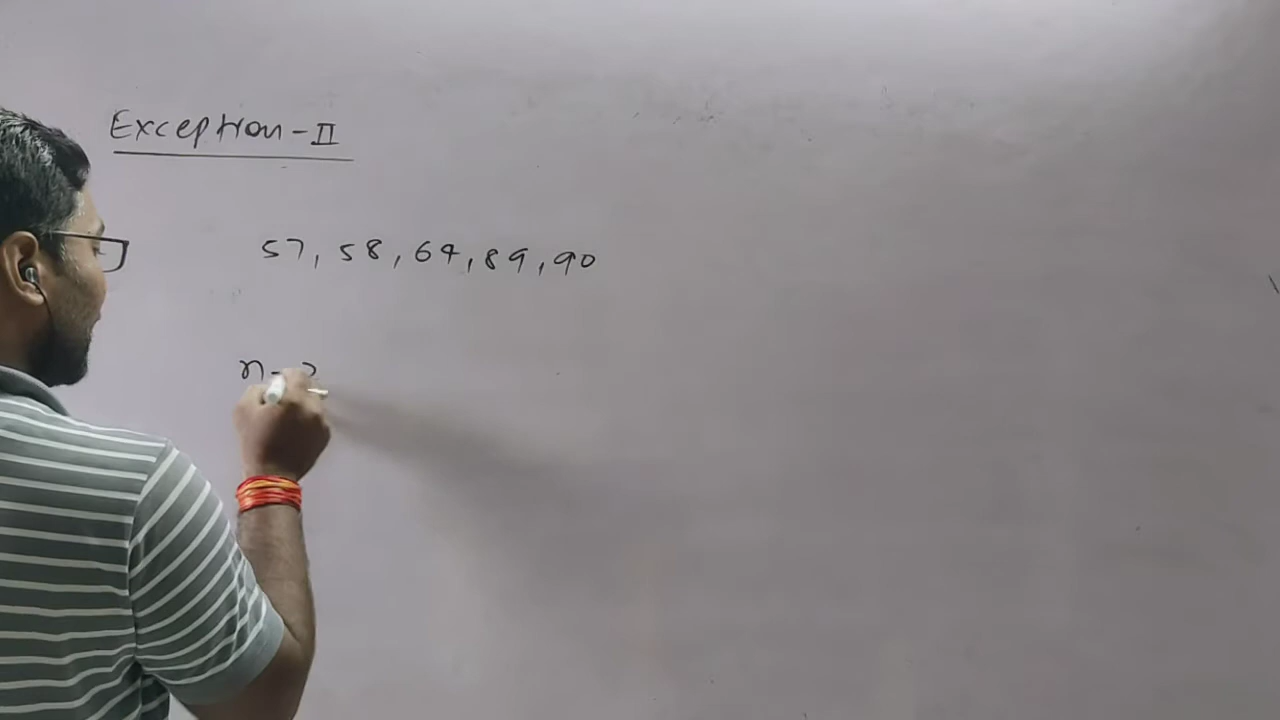 Exception-II
57, 58, 64, 89, 90
n-